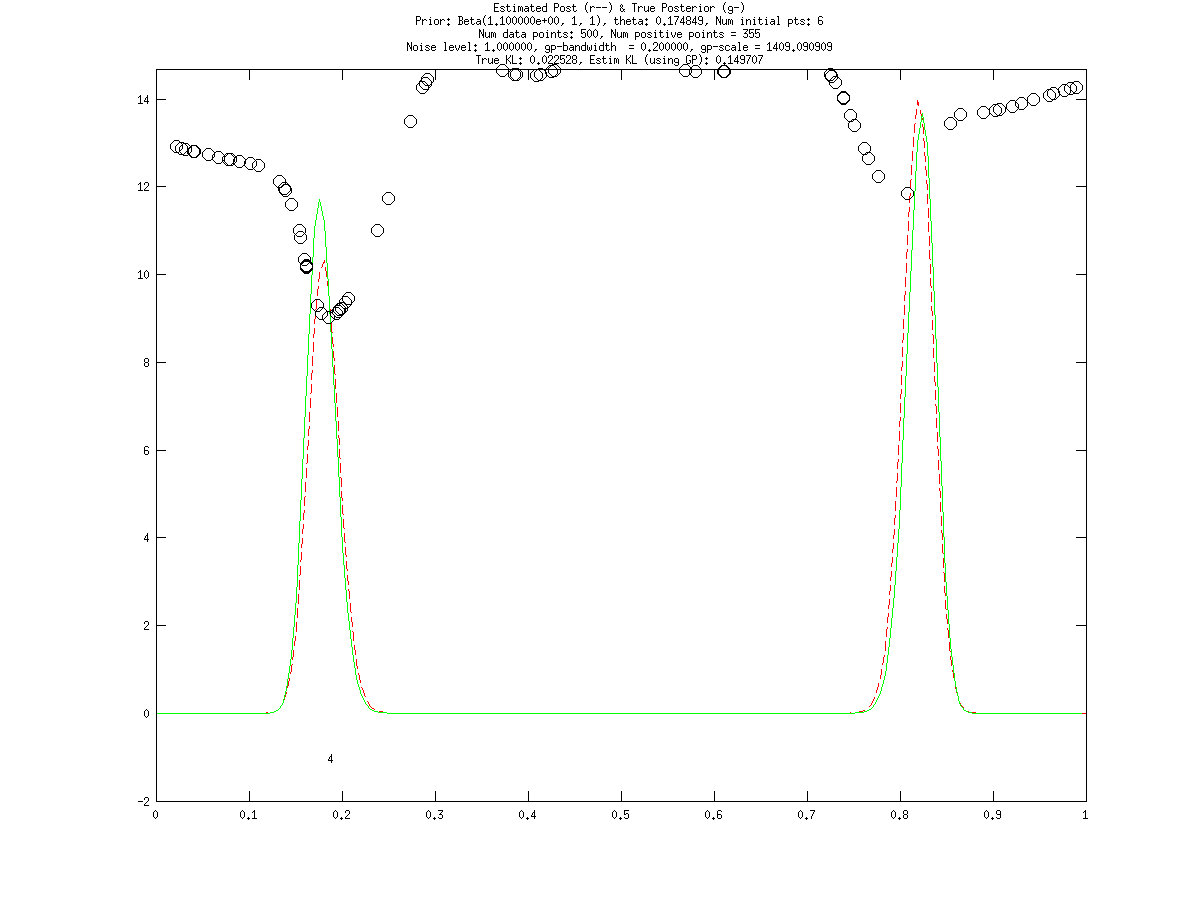 Estimated Post (r--) & True Posterior (g-)
Prior: Beta(1.100000e+00, 1, 1), theta: 0.174849, Num initial pts: 6
Num data points: 500, Num positive points = 355
Noise level: 1.000000, gp-bandwidth  = 0.200000, gp-scale = 1409.090909
True KL: 0.022528, Estim KL (using GP): 0.149707
14
12
10
8
6
4
2
0
4
-2
0 0.1 0.2 0.3 0.4 0.5 0.6 0.7 0.8 0.9 1